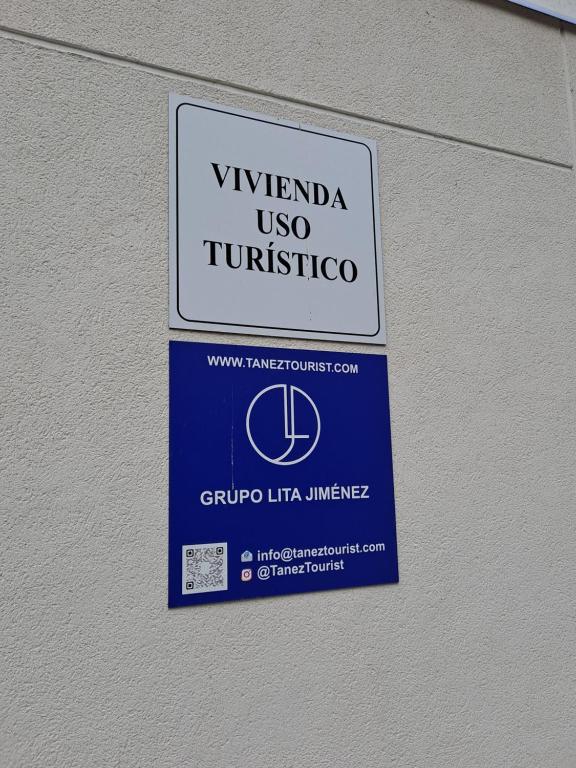 VIVIENDA
USO
TURÍSTICO
WWW.TANEZTOURIST.COM
GRUPO LITA JIMÉNEZ
info@taneztourist.com
@TanezTourist